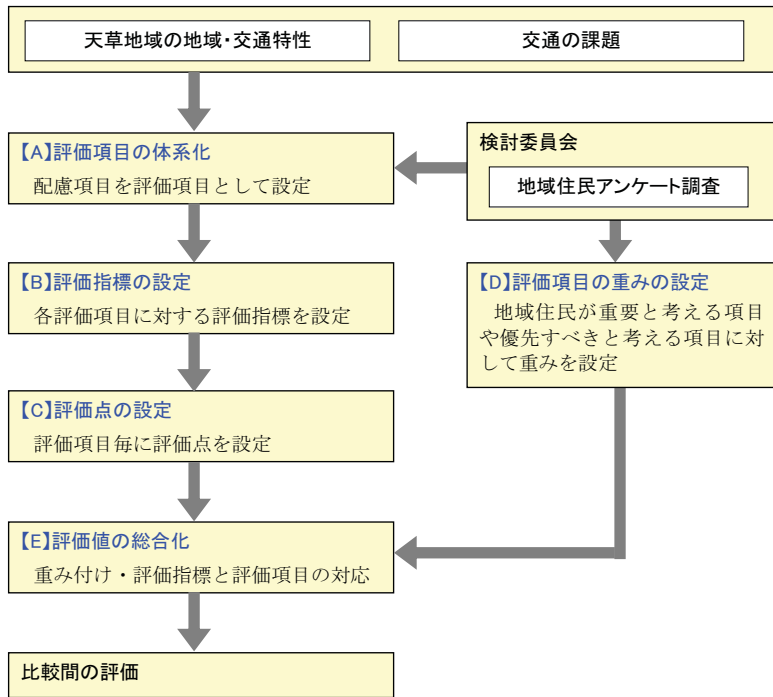 天草地域の地域・交通特性
交通の課題
【A】評価項目の体系化
配慮項目を評価項目として設定
検討委員会
地域住民アンケート調査
【B】評価指標の設定
各評価項目に対する評価指標を設定
【D】評価項目の重みの設定
地域住民が重要と考える項目
や優先すべきと考える項目に対
して重みを設定
【C】評価点の設定
評価項目毎に評価点を設定
【E】評価値の総合化
重み付け・評価指標と評価項目の対応
比較間の評価